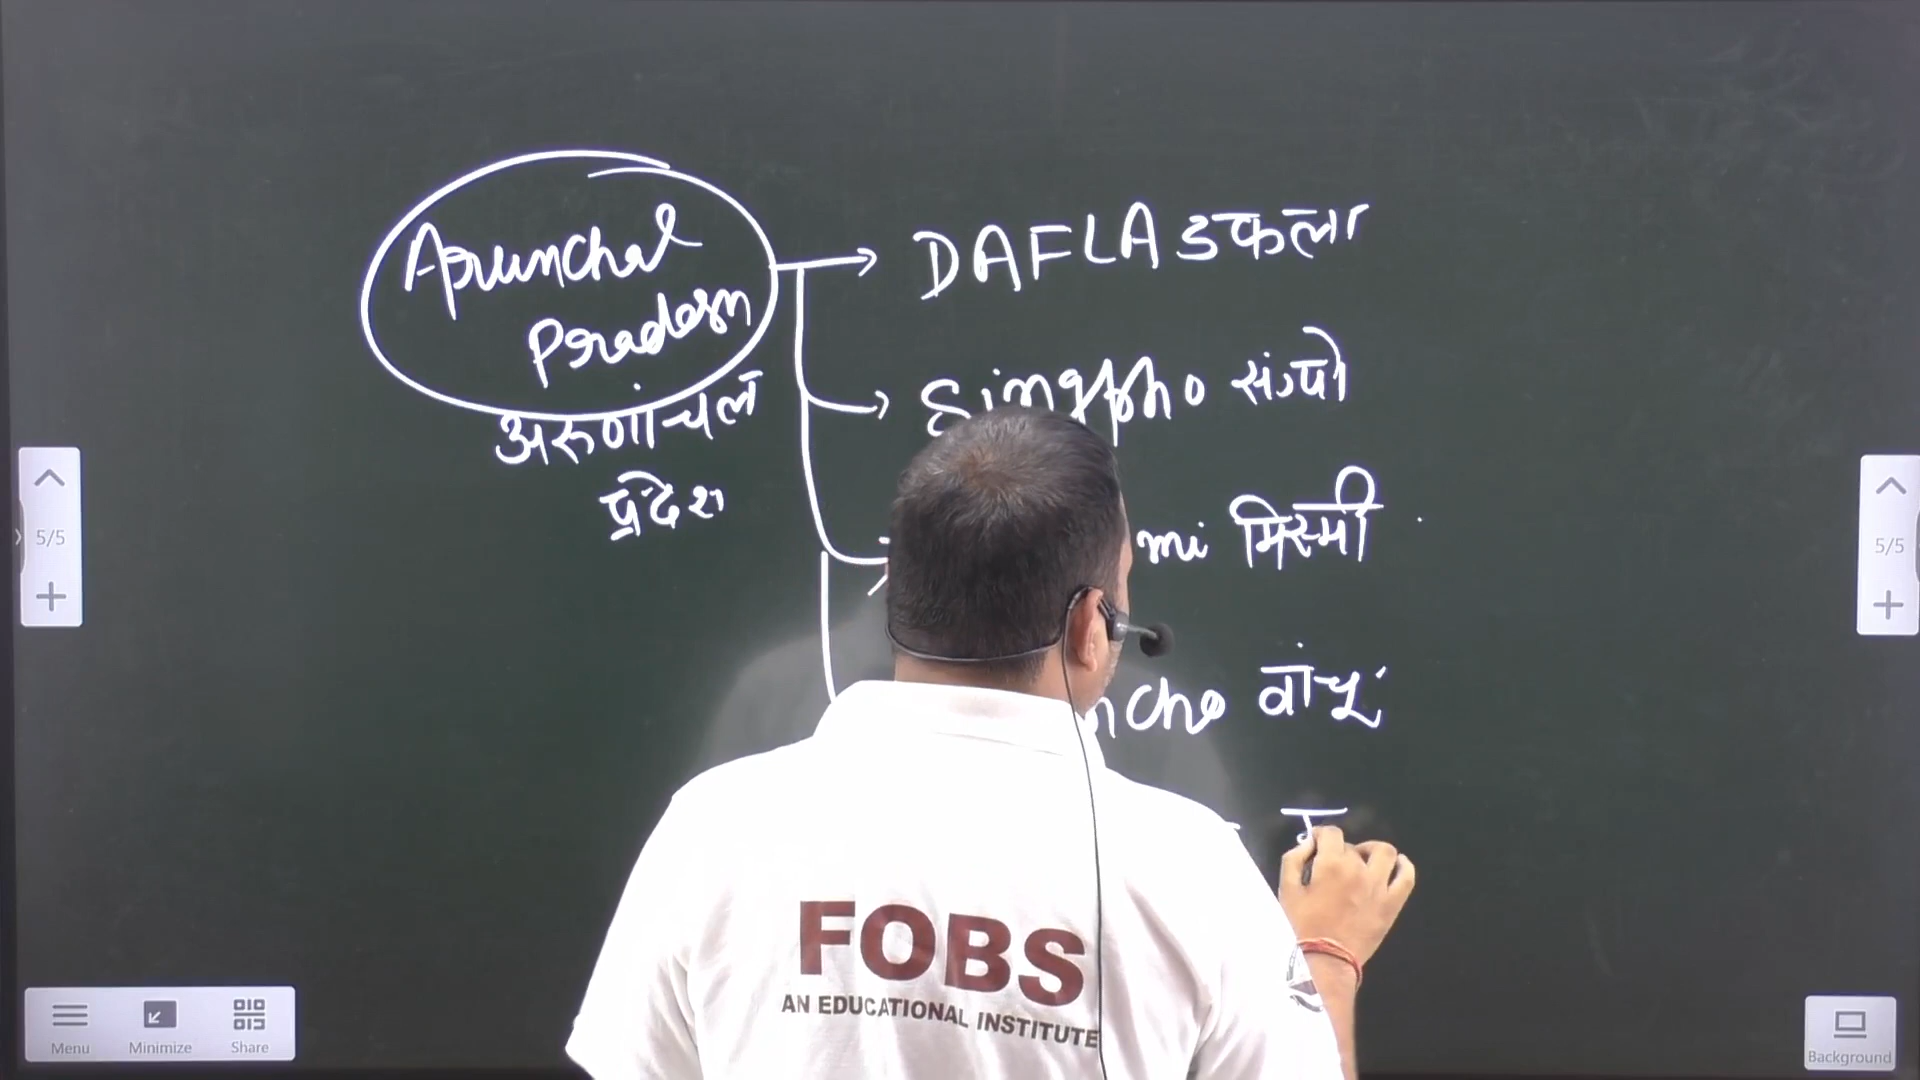 Arunchal
Pradesh
अरुणांचल
प्रदेश
DAFLA डफला
Singpho
mi मिस्मी
ncho वांचू
FOBS
AN EDUCATIONAL INSTITUTE
5/5
5/5
Menu
Minimize
Share
Background